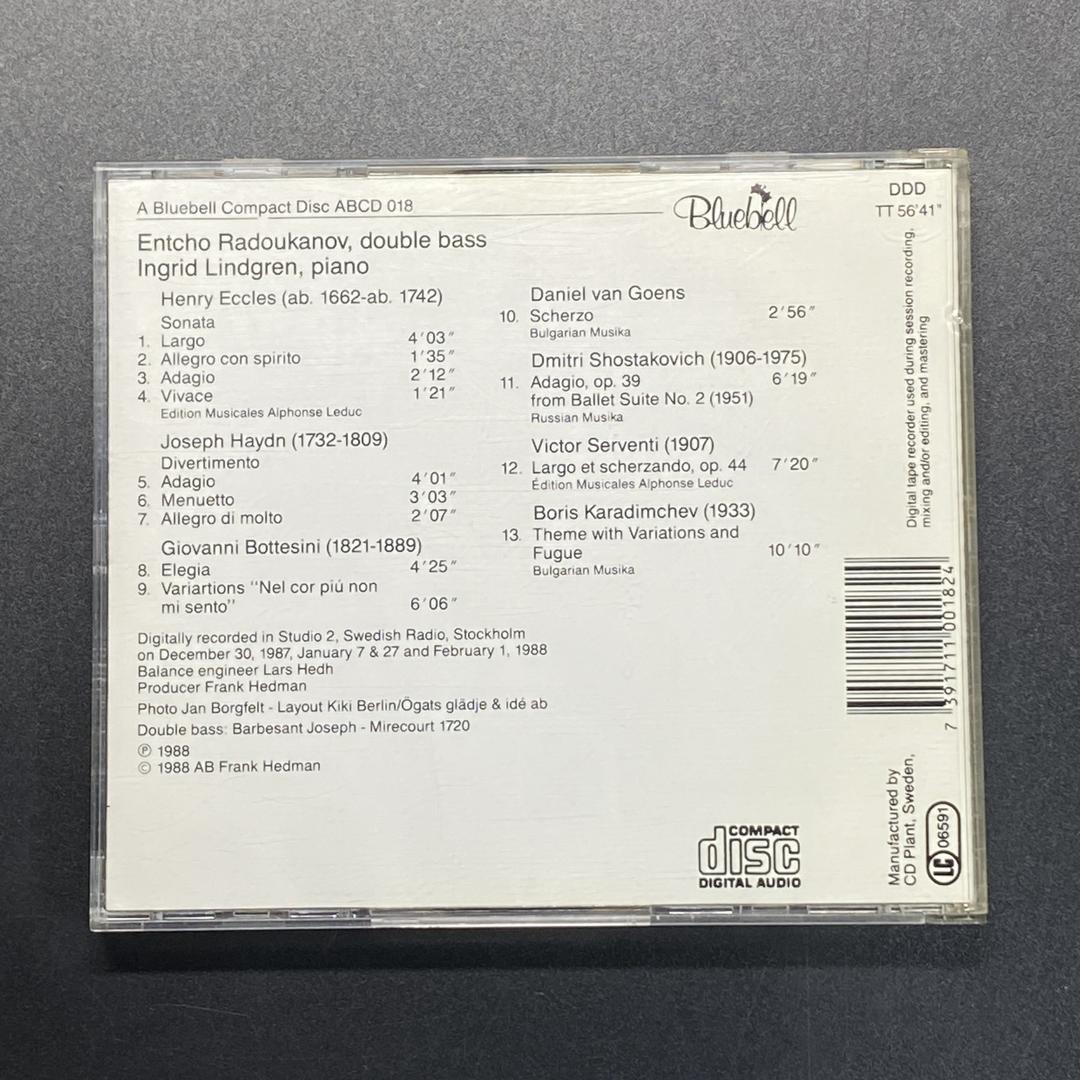 A Bluebell Compact Disc ABCD 018
Bluebell
DDD
TT 56'41"
Entcho Radoukanov, double bass
Ingrid Lindgren, piano
Henry Eccles (ab. 1662-ab. 1742)
Sonata
1. Largo 4'03"
2. Allegro con spirito 1'35"
3. Adagio 2'12"
4. Vivace 1'21"
Edition Musicales Alphonse Leduc
Joseph Haydn (1732-1809)
Divertimento
5. Adagio 4'01"
6. Menuetto 3'03"
7. Allegro di molto 2'07"
Giovanni Bottesini (1821-1889)
8. Elegia 4'25"
9. Variartions "Nel cor piú non
mi sento" 6'06"
Daniel van Goens
10. Scherzo 2'56"
Bulgarian Musika
Dmitri Shostakovich (1906-1975)
11. Adagio, op. 39 6'19"
from Ballet Suite No. 2 (1951)
Russian Musika
Victor Serventi (1907)
12. Largo et scherzando, op. 44 7'20"
Édition Musicales Alphonse Leduc
Boris Karadimchev (1933)
13. Theme with Variations and
Fugue 10'10"
Bulgarian Musika
Digitally recorded in Studio 2, Swedish Radio, Stockholm
on December 30, 1987, January 7 & 27 and February 1, 1988
Balance engineer Lars Hedh
Producer Frank Hedman
Photo Jan Borgfelt - Layout Kiki Berlin/Ögats glädje & idé ab
Double bass: Barbesant Joseph - Mirecourt 1720
Ⓟ 1988
© 1988 AB Frank Hedman
COMPACT
disc
DIGITAL AUDIO
Digital tape recorder used during session recording,
mixing and/or editing, and mastering
7 391711 001824
Manufactured by
CD Plant, Sweden,
LC 06591